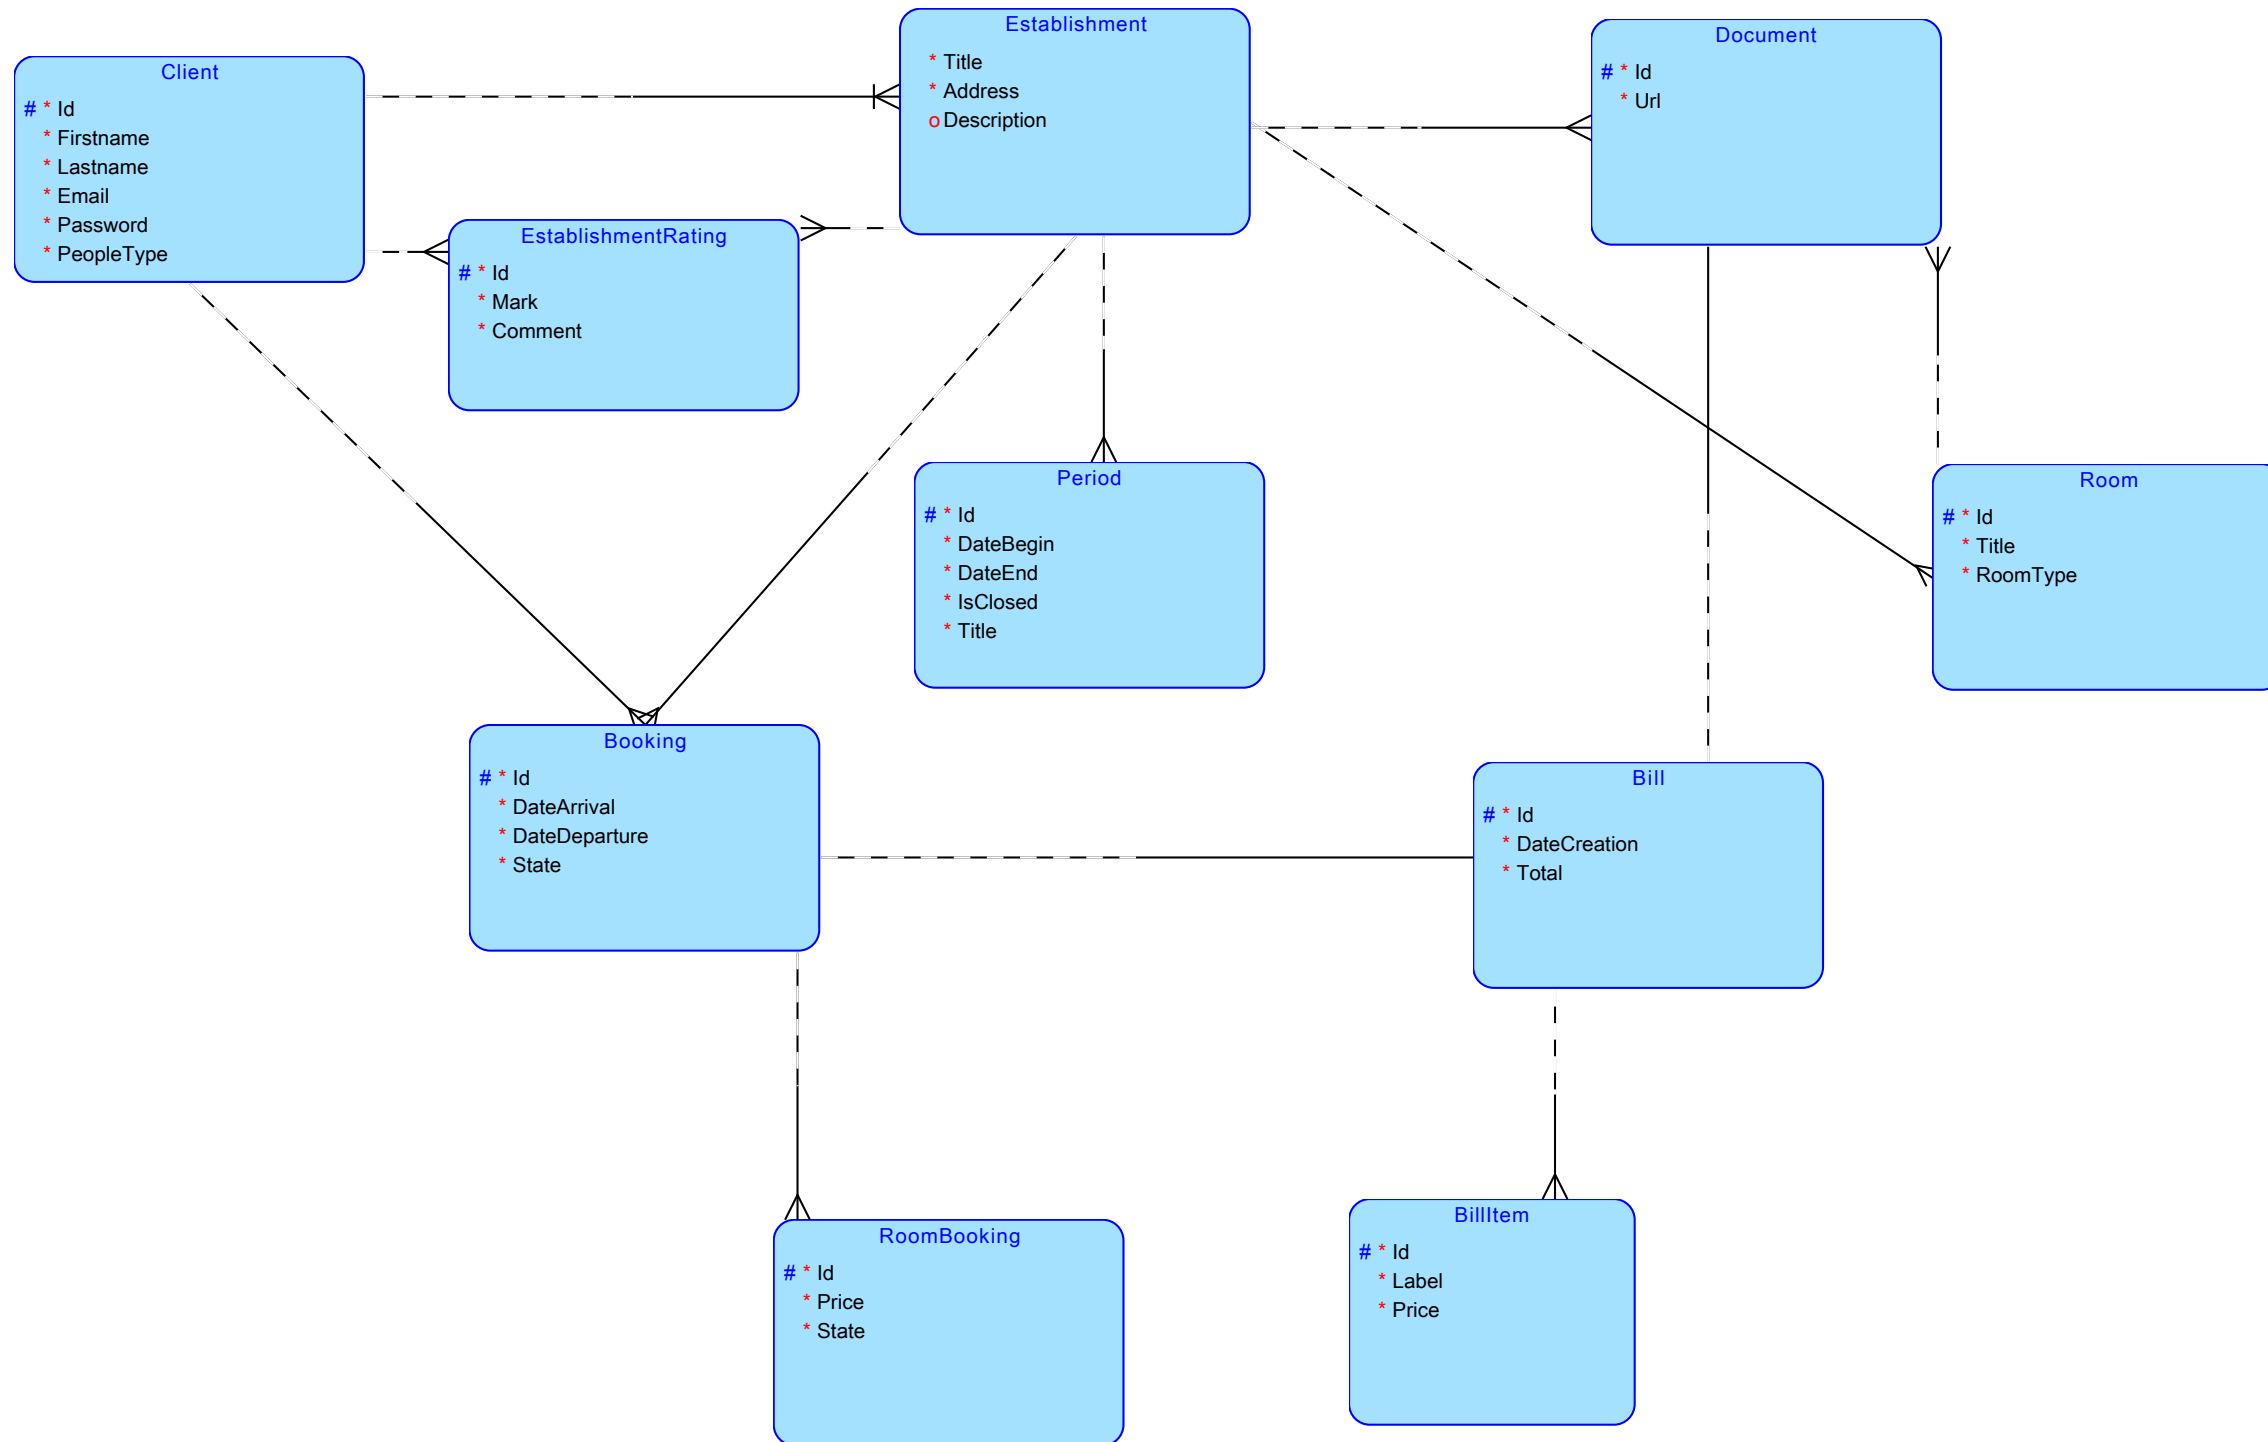 Client
# * Id
* Firstname
* Lastname
* Email
* Password
* PeopleType
Establishment
* Title
* Address
o Description
Document
# * Id
* Url
EstablishmentRating
# * Id
* Mark
* Comment
Period
# * Id
* DateBegin
* DateEnd
* IsClosed
* Title
Room
# * Id
* Title
* RoomType
Booking
# * Id
* DateArrival
* DateDeparture
* State
Bill
# * Id
* DateCreation
* Total
RoomBooking
# * Id
* Price
* State
BillItem
# * Id
* Label
* Price